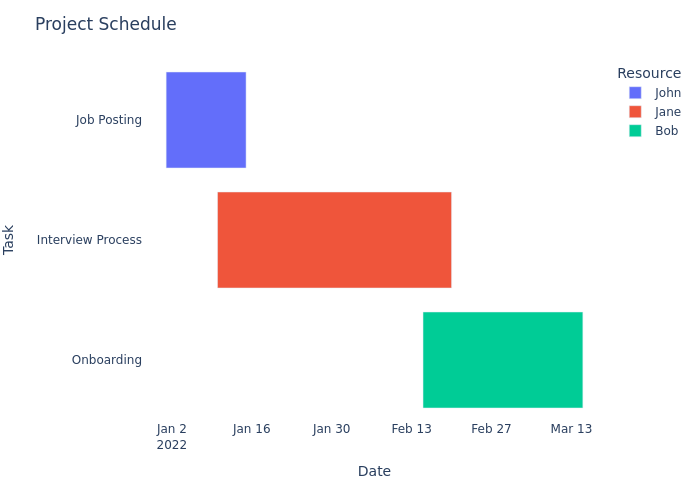 Project Schedule
Resource
John
Jane
Bob
Task
Job Posting
Interview Process
Onboarding
Jan 2
2022
Jan 16
Jan 30
Feb 13
Feb 27
Mar 13
Date